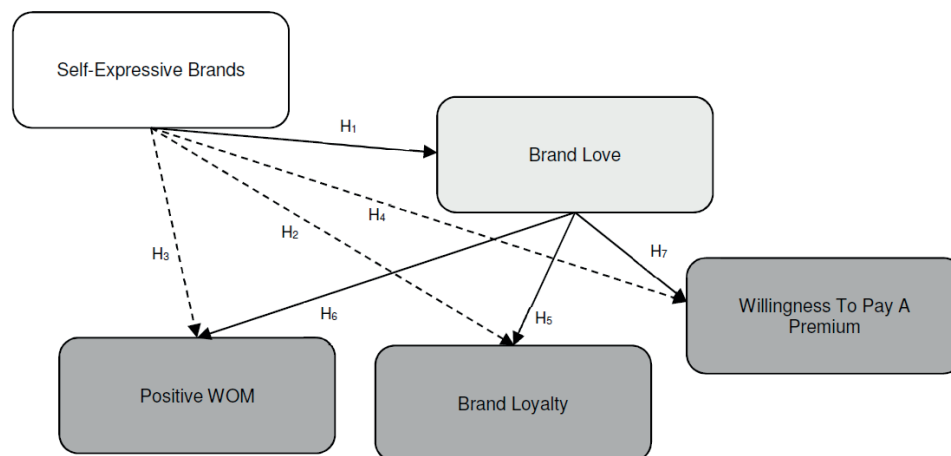 Self-Expressive Brands
H₁
Brand Love
H₄
H₂
H₃
H₇
H₆
H₅
Willingness To Pay A
Premium
Positive WOM
Brand Loyalty